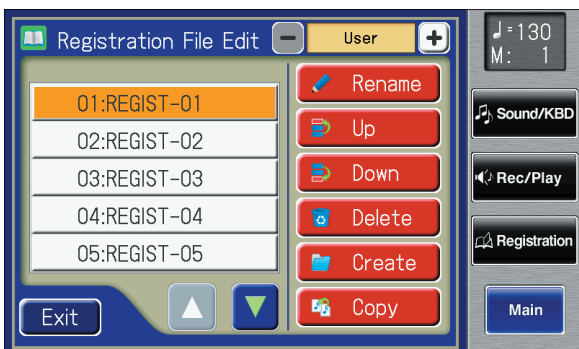 Registration File Edit
−
User
+
♩=130
M: 1
01:REGIST-01
02:REGIST-02
03:REGIST-03
04:REGIST-04
05:REGIST-05
Rename
Up
Down
Delete
Create
Copy
Exit
Sound/KBD
Rec/Play
Registration
Main